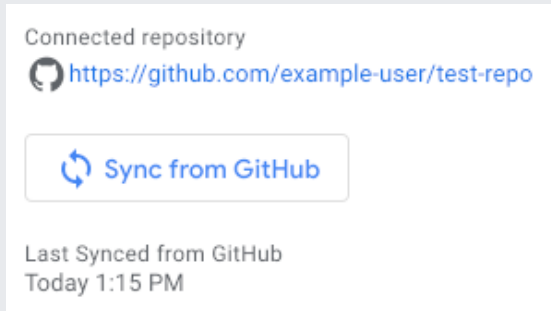 Connected repository
https://github.com/example-user/test-repo
Sync from GitHub
Last Synced from GitHub
Today 1:15 PM